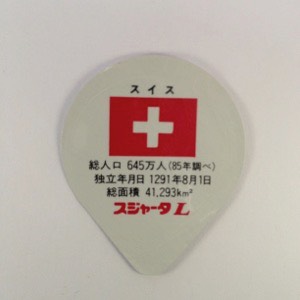 スイス
総人口 645万人(85年調べ)
独立年月日 1291年8月1日
総面積 41,293km²
スジャータL